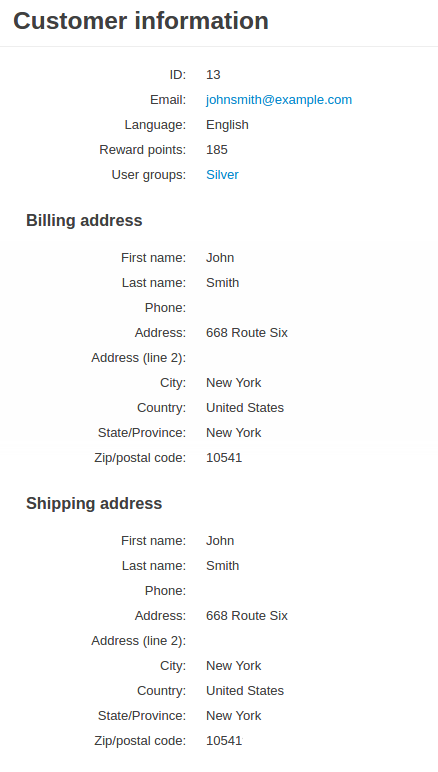 Customer information
ID: 13
Email: johnsmith@example.com
Language: English
Reward points: 185
User groups: Silver
Billing address
First name: John
Last name: Smith
Phone:
Address: 668 Route Six
Address (line 2):
City: New York
Country: United States
State/Province: New York
Zip/postal code: 10541
Shipping address
First name: John
Last name: Smith
Phone:
Address: 668 Route Six
Address (line 2):
City: New York
Country: United States
State/Province: New York
Zip/postal code: 10541